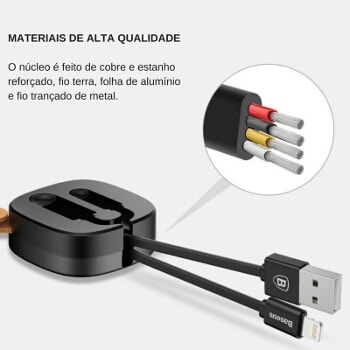 MATERIAIS DE ALTA QUALIDADE
O núcleo é feito de cobre e estanho
reforçado, fio terra, folha de alumínio
e fio trançado de metal.
B
Baseus